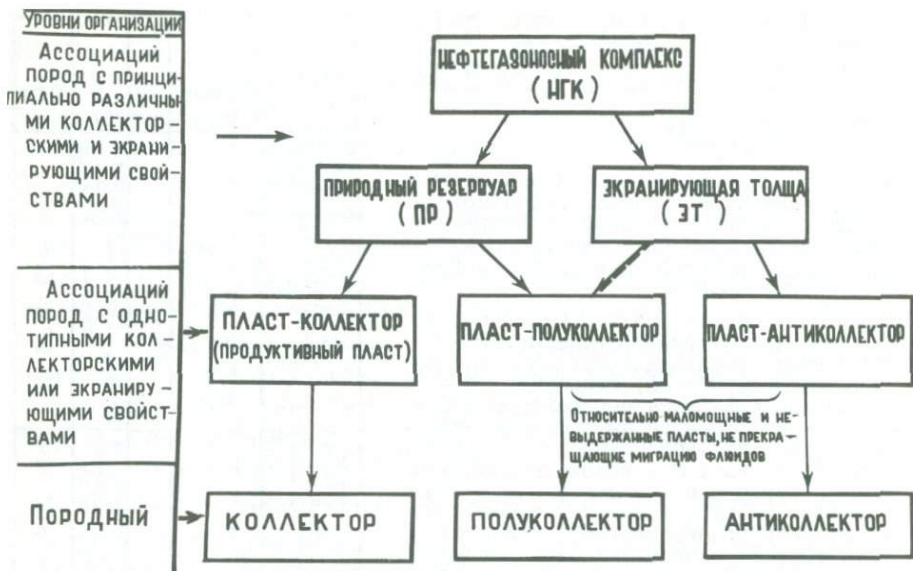 УРОВНИ ОРГАНИЗАЦИИ
АССОЦИАЦИЙ
ПОРОД С ПРИНЦИ-
ПИАЛЬНО РАЗЛИЧНЫ-
МИ КОЛЛЕКТОР-
СКИМИ И ЭКРАНИ-
РУЮЩИМИ СВОЙ-
СТВАМИ
НЕФТЕГАЗОНОСНЫЙ КОМПЛЕКС
(НГК)
ПРИРОДНЫЙ РЕЗЕРВУАР
(ПР)
ЭКРАНИРУЮЩАЯ ТОЛЩА
(ЭТ)
АССОЦИАЦИЙ
ПОРОД С ОДНО-
ТИПНЫМИ КОЛ-
ЛЕКТОРСКИМИ
ИЛИ ЭКРАНИРУ-
ЮЩИМИ СВОЙСТ-
ВАМИ
ПЛАСТ-КОЛЛЕКТОР
(ПРОДУКТИВНЫЙ ПЛАСТ)
ПЛАСТ-ПОЛУКОЛЛЕКТОР
ПЛАСТ-АНТИКОЛЛЕКТОР
ОТНОСИТЕЛЬНО МАЛОМОЩНЫЕ И НЕ-
ВЫДЕРЖАННЫЕ ПЛАСТЫ, НЕ ПРЕКРА-
ЩАЮЩИЕ МИГРАЦИЮ ФЛЮИДОВ
ПОРОДНЫЙ
КОЛЛЕКТОР
ПОЛУКОЛЛЕКТОР
АНТИКОЛЛЕКТОР